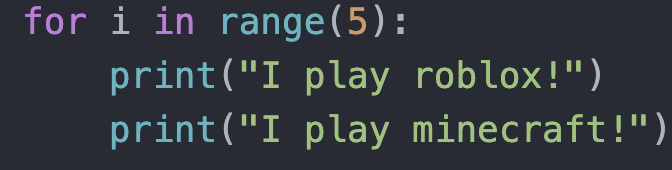 for i in range(5):
    print("I play roblox!")
    print("I play minecraft!")